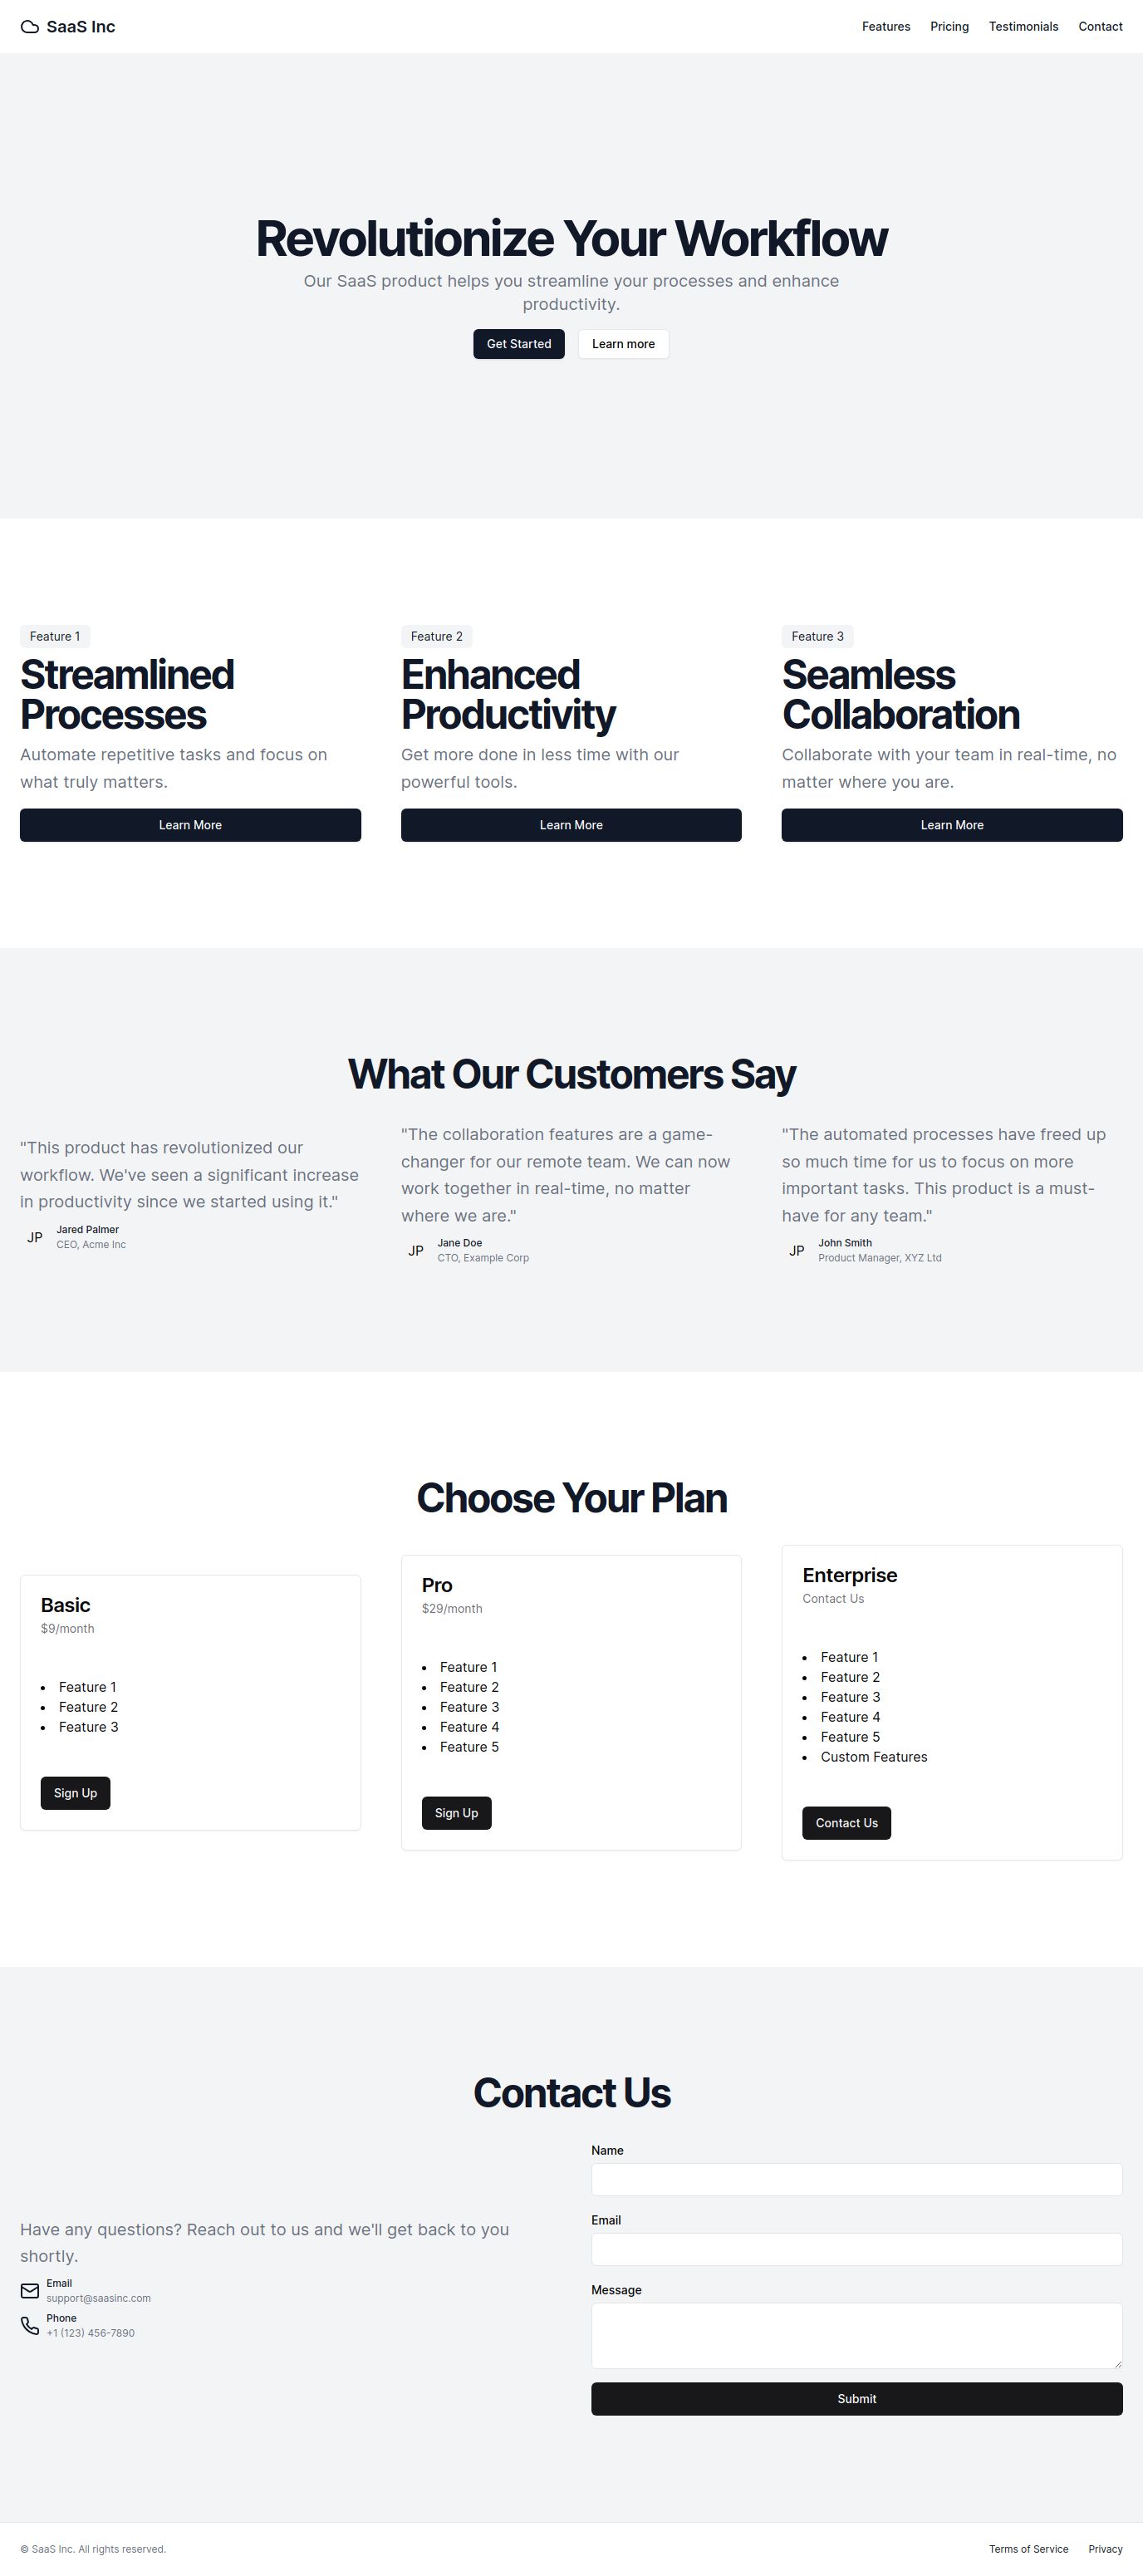 SaaS Inc
Features Pricing Testimonials Contact
Revolutionize Your Workflow
Our SaaS product helps you streamline your processes and enhance
productivity.
Get Started Learn more
Feature 1
Streamlined
Processes
Automate repetitive tasks and focus on
what truly matters.
Learn More
Feature 2
Enhanced
Productivity
Get more done in less time with our
powerful tools.
Learn More
Feature 3
Seamless
Collaboration
Collaborate with your team in real-time, no
matter where you are.
Learn More
What Our Customers Say
"This product has revolutionized our
workflow. We've seen a significant increase
in productivity since we started using it."
JP
Jared Palmer
CEO, Acme Inc
"The collaboration features are a game-
changer for our remote team. We can now
work together in real-time, no matter
where we are."
JP
Jane Doe
CTO, Example Corp
"The automated processes have freed up
so much time for us to focus on more
important tasks. This product is a must-
have for any team."
JP
John Smith
Product Manager, XYZ Ltd
Choose Your Plan
Basic
$9/month
• Feature 1
• Feature 2
• Feature 3
Sign Up
Pro
$29/month
• Feature 1
• Feature 2
• Feature 3
• Feature 4
• Feature 5
Sign Up
Enterprise
Contact Us
• Feature 1
• Feature 2
• Feature 3
• Feature 4
• Feature 5
• Custom Features
Contact Us
Contact Us
Have any questions? Reach out to us and we'll get back to you
shortly.
Email
support@saasinc.com
Phone
+1 (123) 456-7890
Name
Email
Message
Submit
© SaaS Inc. All rights reserved.
Terms of Service Privacy